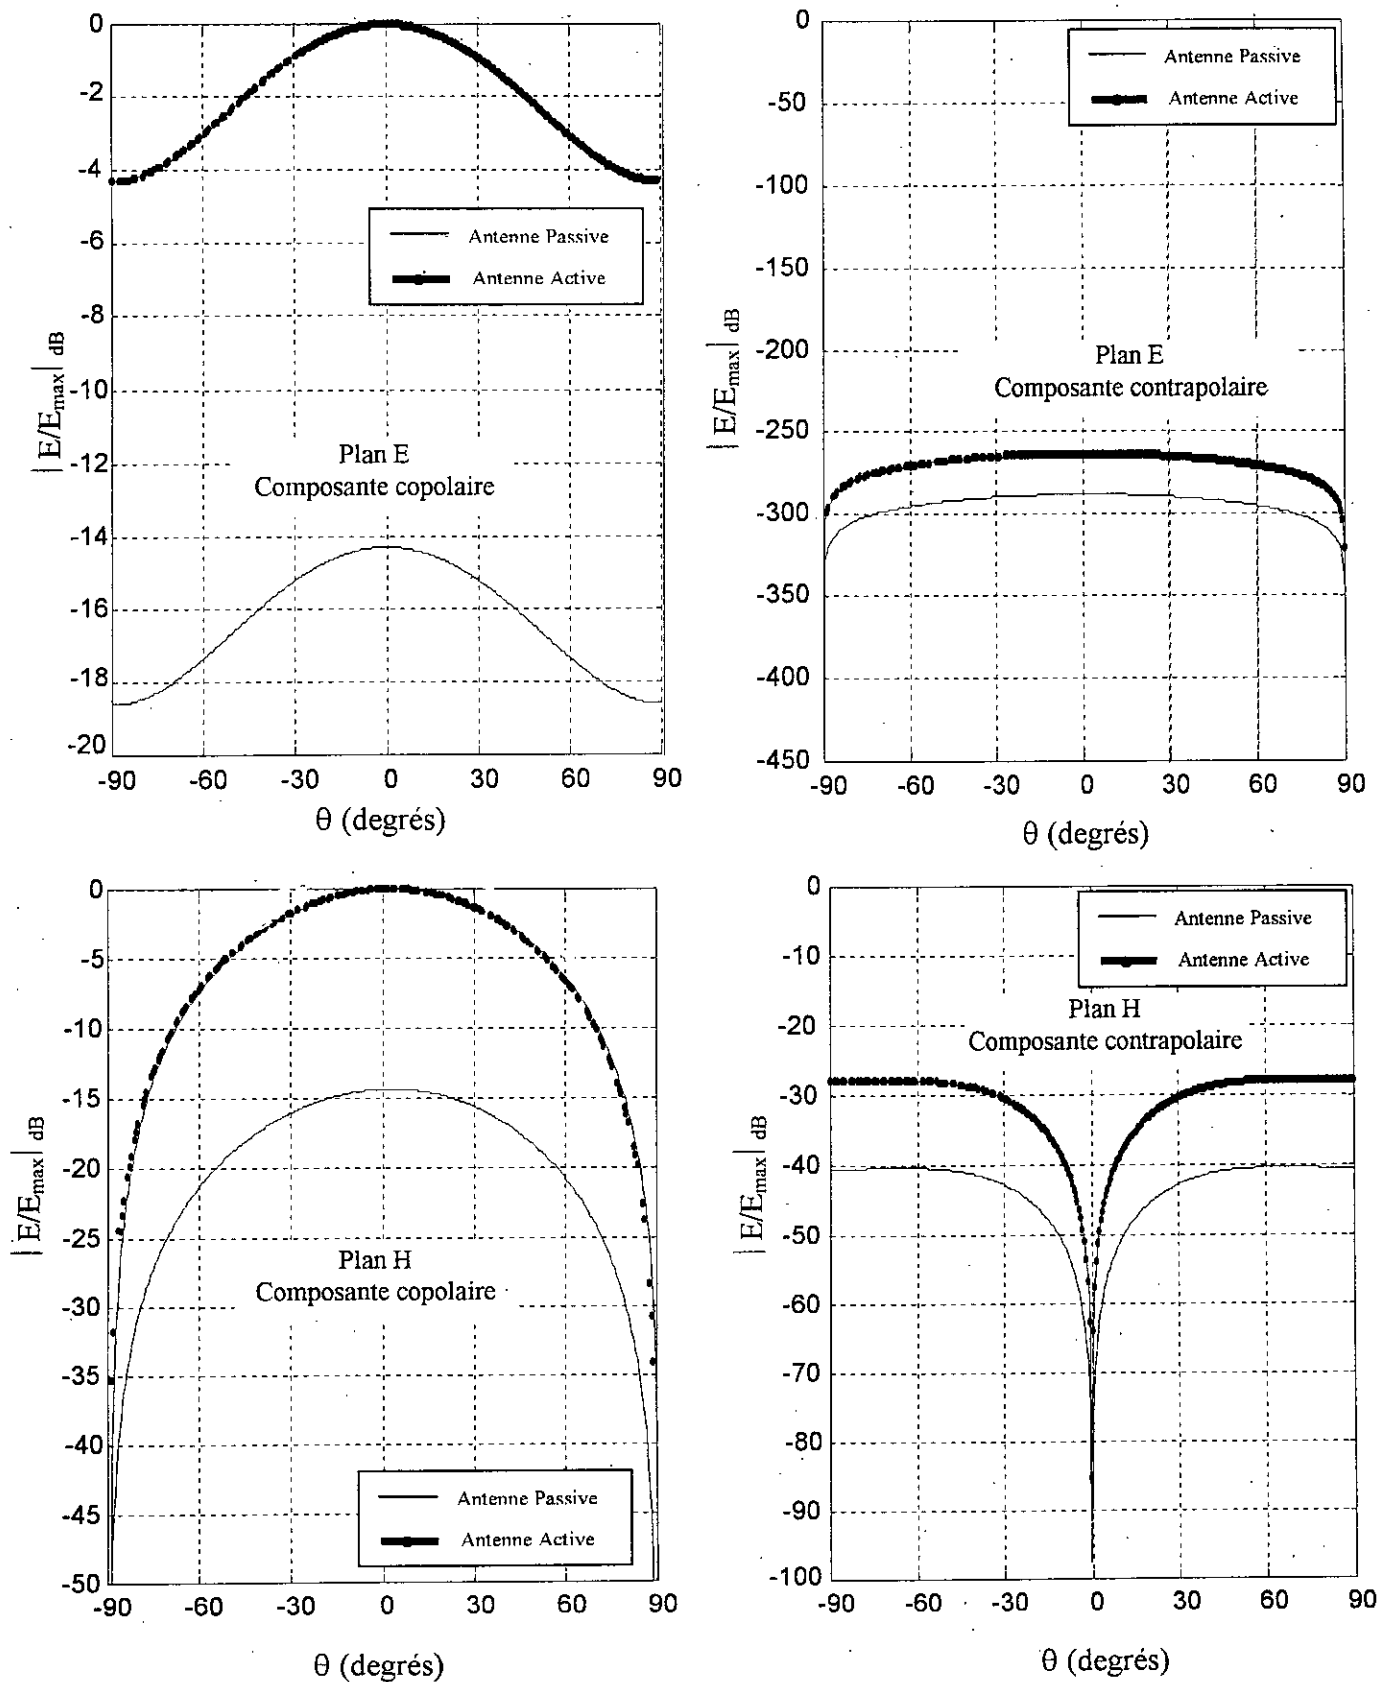 0
-2
-4
-6
-8
-10
-12
-14
-16
-18
-20
|E/Emax| dB
Antenne Passive
Antenne Active
Plan E
Composante copolaire
-90
-60
-30
0
30
60
90
θ (degrés)
0
-50
-100
-150
-200
-250
-300
-350
-400
-450
|E/Emax| dB
Antenne Passive
Antenne Active
Plan E
Composante contrapolaire
-90
-60
-30
0
30
60
90
θ (degrés)
0
-5
-10
-15
-20
-25
-30
-35
-40
-45
-50
|E/Emax| dB
Plan H
Composante copolaire
Antenne Passive
Antenne Active
-90
-60
-30
0
30
60
90
θ (degrés)
0
-10
-20
-30
-40
-50
-60
-70
-80
-90
-100
|E/Emax| dB
Antenne Passive
Antenne Active
Plan H
Composante contrapolaire
-90
-60
-30
0
30
60
90
θ (degrés)